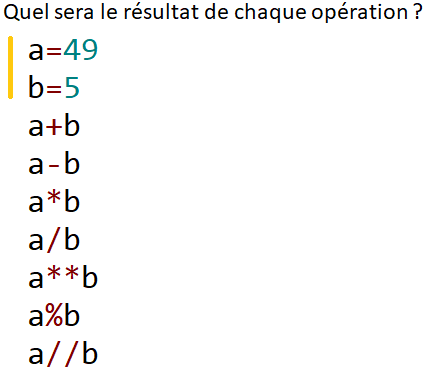 Quel sera le résultat de chaque opération ?
a=49
b=5
a+b
a-b
a*b
a/b
a**b
a%b
a//b